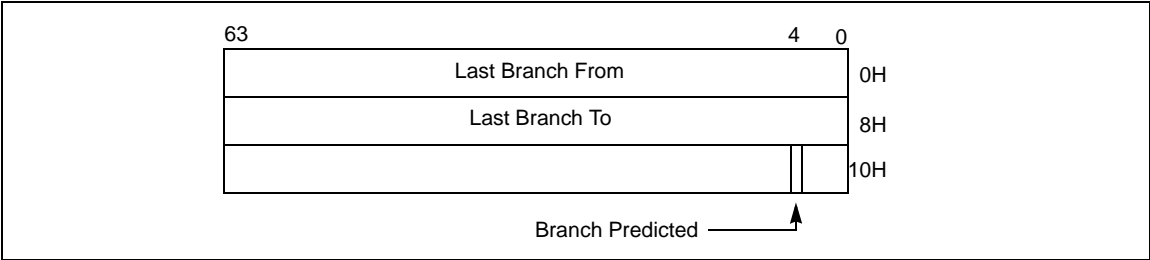 63 4 0
Last Branch From 0H
Last Branch To 8H
10H
Branch Predicted